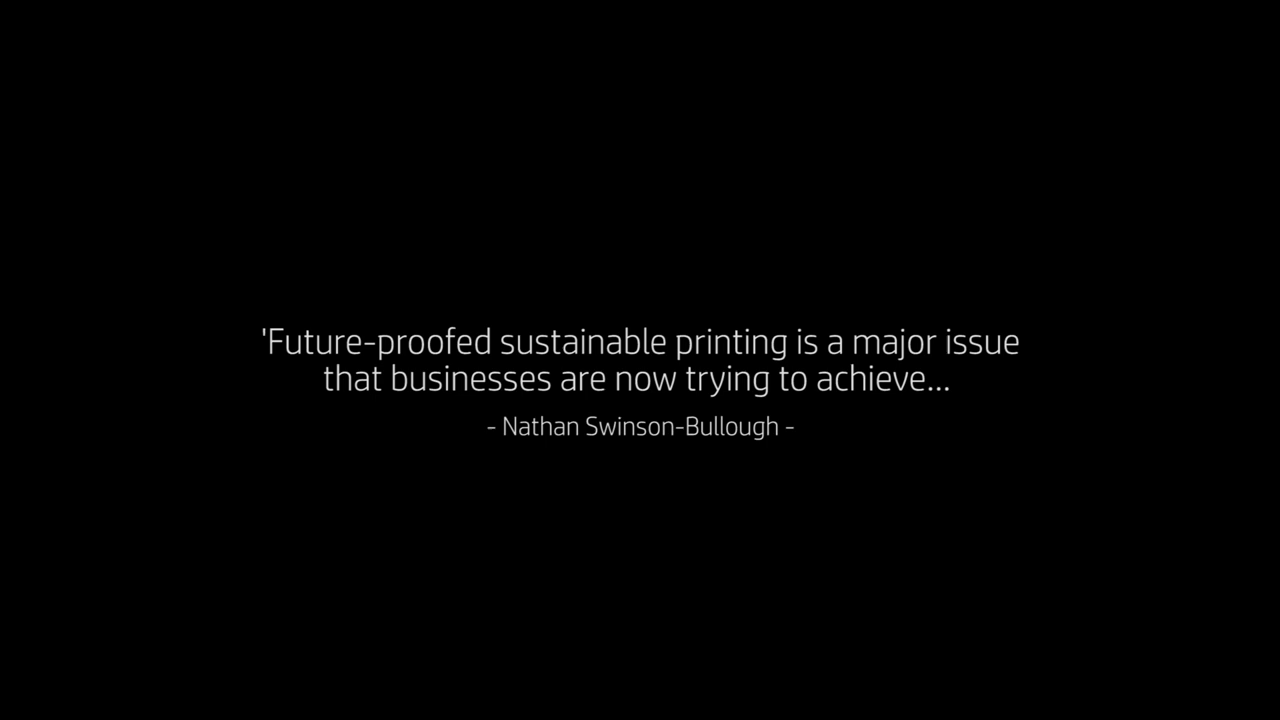 'Future-proofed sustainable printing is a major issue
that businesses are now trying to achieve...
- Nathan Swinson-Bullough -